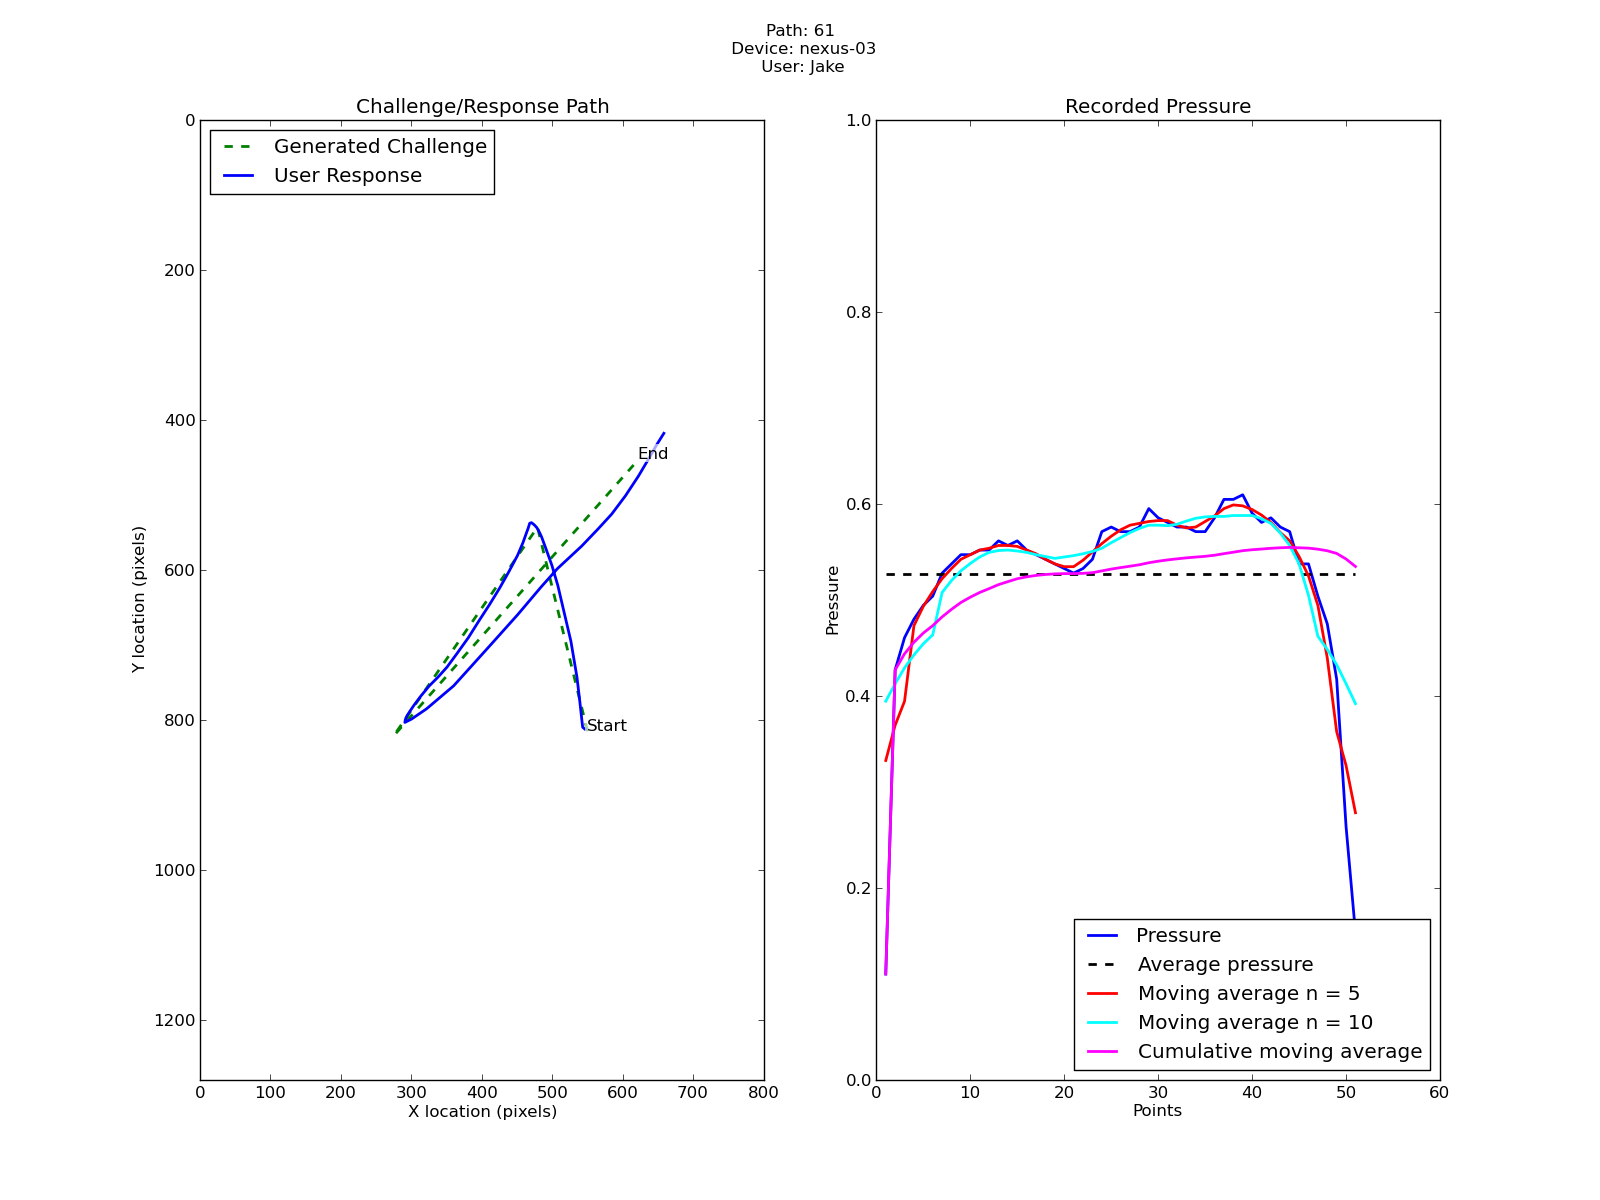 Path: 61
Device: nexus-03
User: Jake
Challenge/Response Path
Generated Challenge
User Response
0
200
400
600
800
1000
1200
Y location (pixels)
End
Start
0 100 200 300 400 500 600 700 800
X location (pixels)
Recorded Pressure
1.0
0.8
0.6
0.4
0.2
0.0
Pressure
Pressure
Average pressure
Moving average n = 5
Moving average n = 10
Cumulative moving average
0 10 20 30 40 50 60
Points